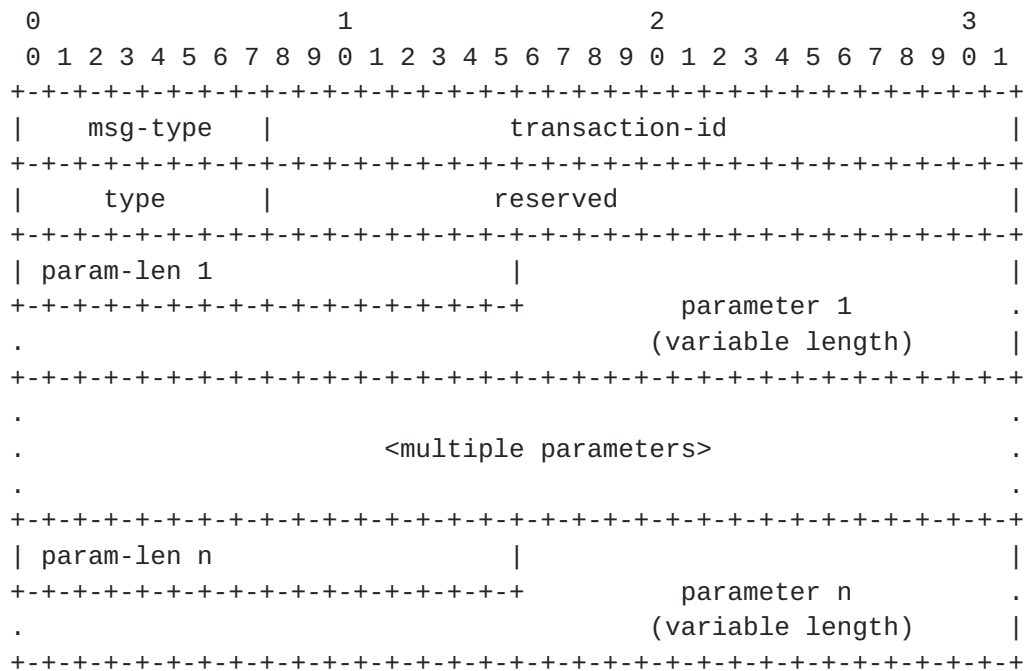 0                   1                   2                   3
 0 1 2 3 4 5 6 7 8 9 0 1 2 3 4 5 6 7 8 9 0 1 2 3 4 5 6 7 8 9 0 1
+-+-+-+-+-+-+-+-+-+-+-+-+-+-+-+-+-+-+-+-+-+-+-+-+-+-+-+-+-+-+-+-+
|    msg-type   |               transaction-id                  |
+-+-+-+-+-+-+-+-+-+-+-+-+-+-+-+-+-+-+-+-+-+-+-+-+-+-+-+-+-+-+-+-+
|     type      |              reserved                         |
+-+-+-+-+-+-+-+-+-+-+-+-+-+-+-+-+-+-+-+-+-+-+-+-+-+-+-+-+-+-+-+-+
| param-len 1                   |                               |
+-+-+-+-+-+-+-+-+-+-+-+-+-+-+-+-+          parameter 1          .
.                                        (variable length)      |
+-+-+-+-+-+-+-+-+-+-+-+-+-+-+-+-+-+-+-+-+-+-+-+-+-+-+-+-+-+-+-+-+
.                                                               .
.                       <multiple parameters>                   .
.                                                               .
+-+-+-+-+-+-+-+-+-+-+-+-+-+-+-+-+-+-+-+-+-+-+-+-+-+-+-+-+-+-+-+-+
| param-len n                   |                               |
+-+-+-+-+-+-+-+-+-+-+-+-+-+-+-+-+          parameter n          .
.                                        (variable length)      |
+-+-+-+-+-+-+-+-+-+-+-+-+-+-+-+-+-+-+-+-+-+-+-+-+-+-+-+-+-+-+-+-+